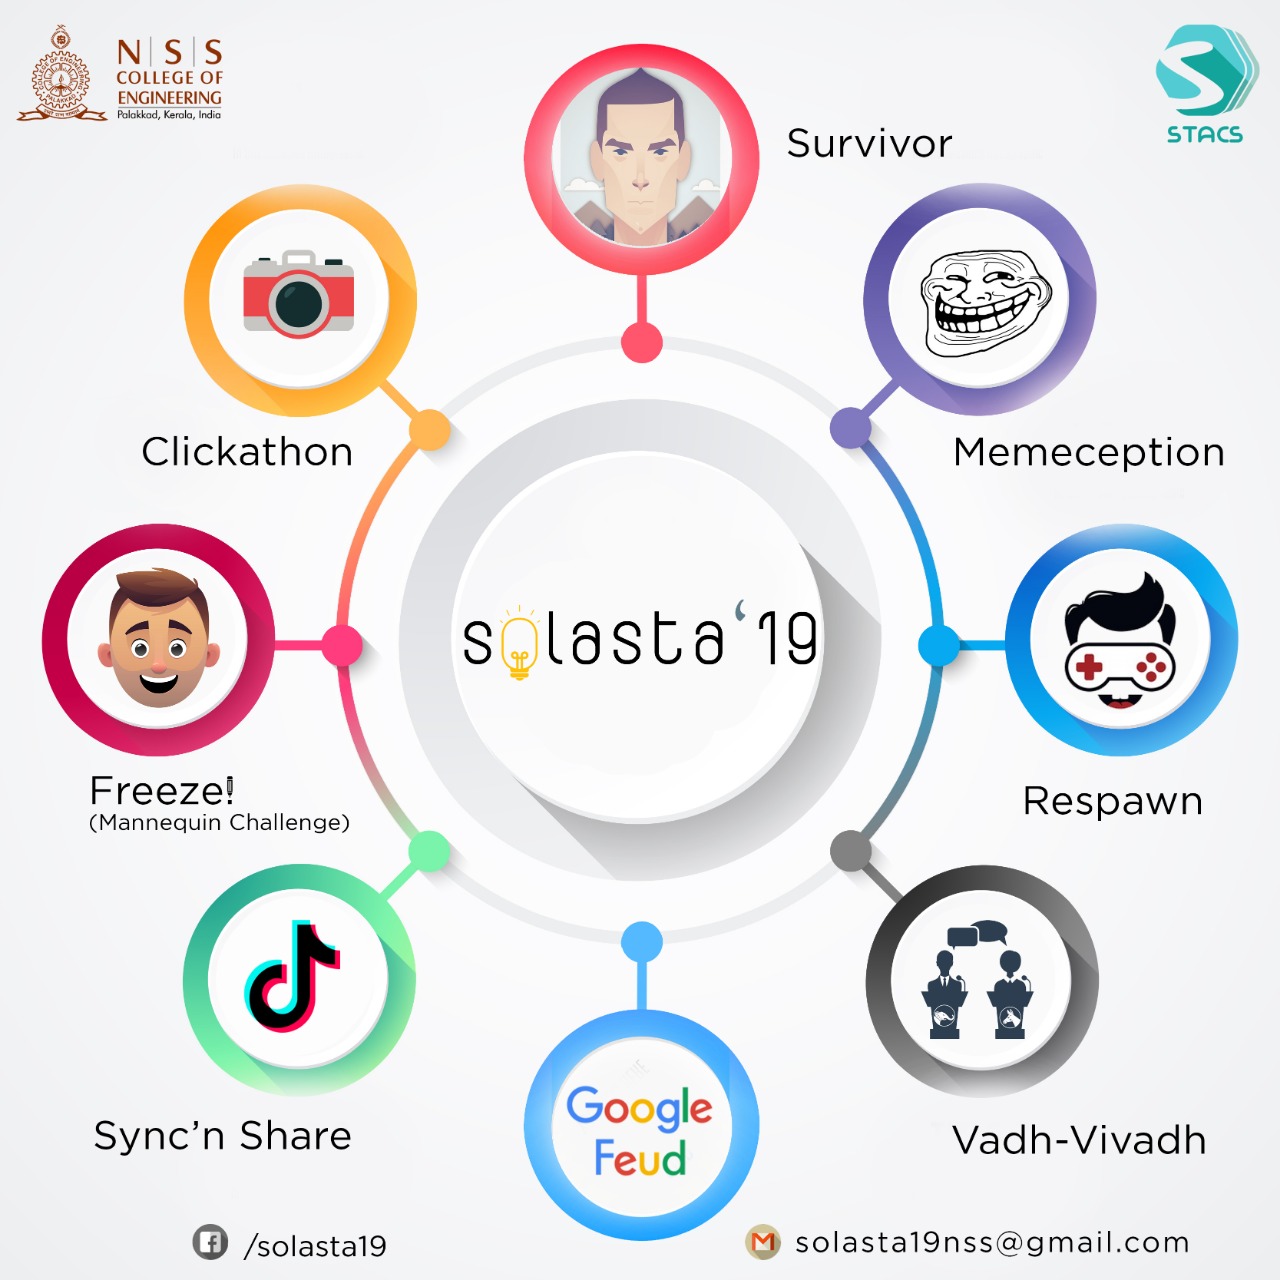 N|S|S
COLLEGE OF
ENGINEERING
Palakkad, Kerala, India
STACS
Survivor
Clickathon
Memeception
solasta '19
Freeze!
(Mannequin Challenge)
Respawn
Sync'n Share
Google
Feud
Vadh-Vivadh
/solasta19
solasta19nss@gmail.com